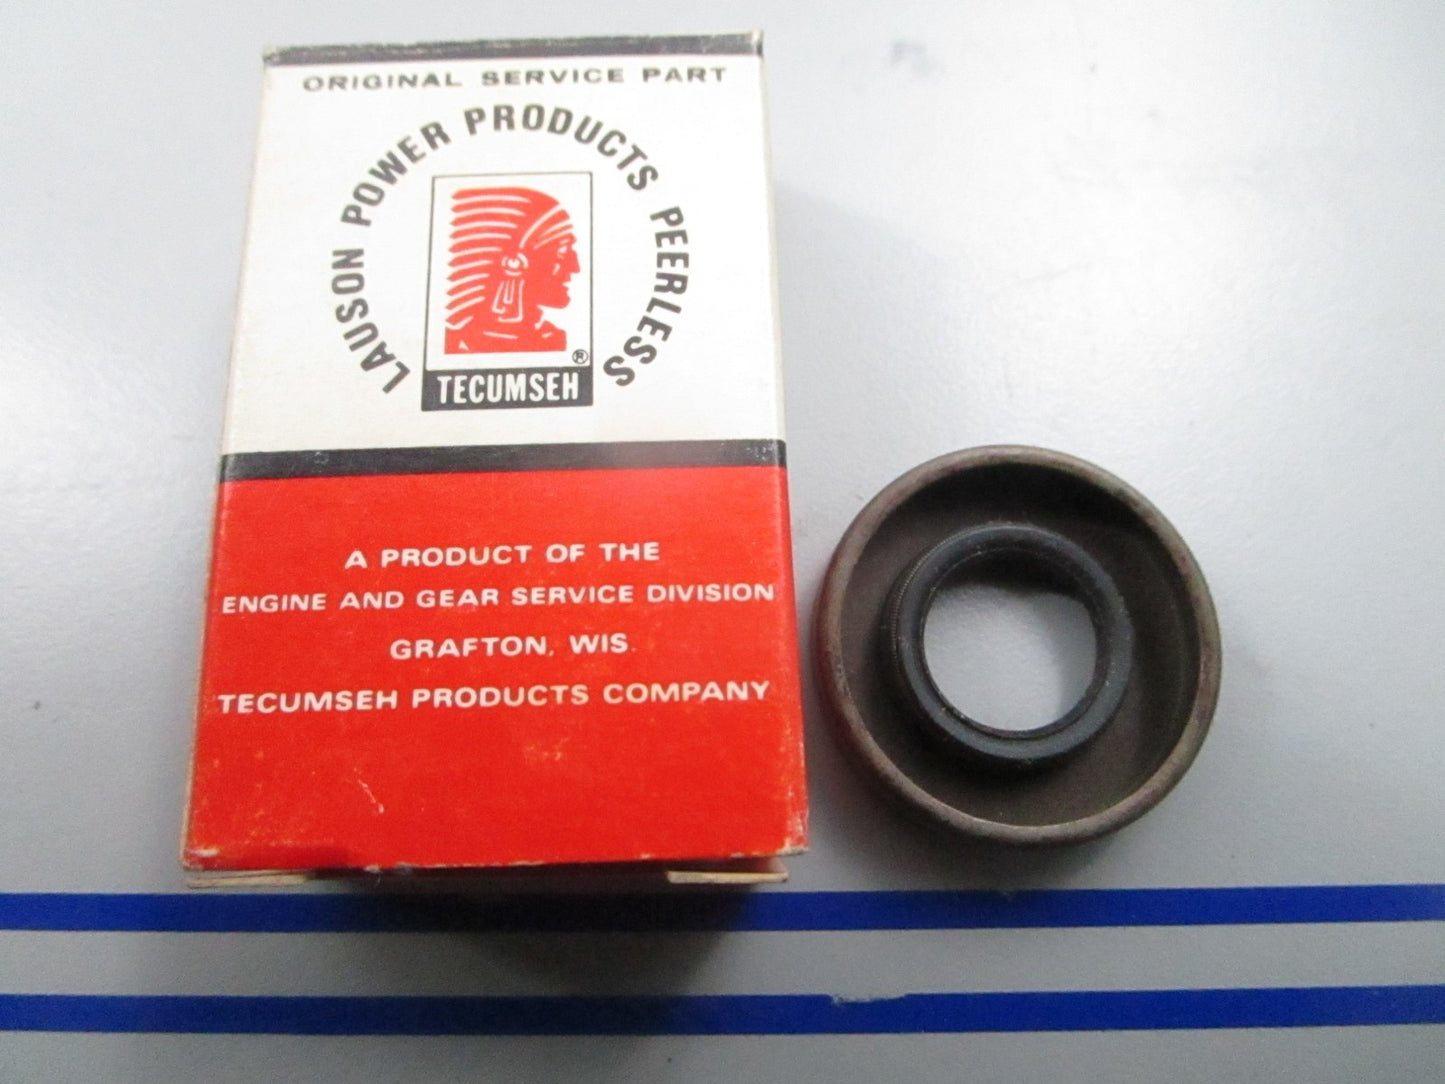 ORIGINAL SERVICE PART
LAUSON POWER PRODUCTS PEERLESS
®
TECUMSEH
A PRODUCT OF THE
ENGINE AND GEAR SERVICE DIVISION
GRAFTON, WIS.
TECUMSEH PRODUCTS COMPANY